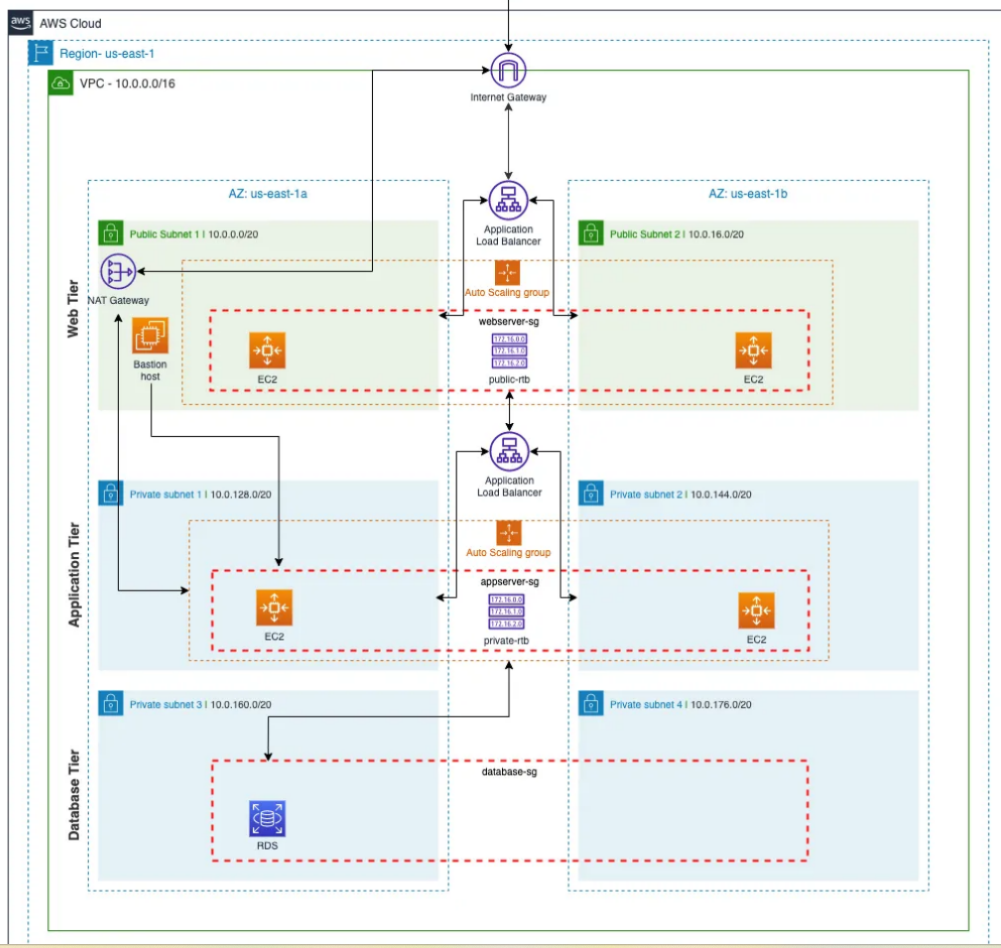 aws
AWS Cloud
Region- us-east-1
VPC - 10.0.0.0/16
Internet Gateway
AZ: us-east-1a
AZ: us-east-1b
Application
Load Balancer
Public Subnet 1 | 10.0.0.0/20
Public Subnet 2 | 10.0.16.0/20
Web Tier
NAT Gateway
Auto Scaling group
webserver-sg
172.16.0.0
172.16.1.0
172.16.2.0
public-rtb
Bastion
host
EC2
EC2
Application
Load Balancer
Private subnet 1 | 10.0.128.0/20
Private subnet 2 | 10.0.144.0/20
Application Tier
Auto Scaling group
appserver-sg
172.16.0.0
172.16.1.0
172.16.2.0
private-rtb
EC2
EC2
Private subnet 3 | 10.0.160.0/20
Private subnet 4 | 10.0.176.0/20
Database Tier
database-sg
RDS